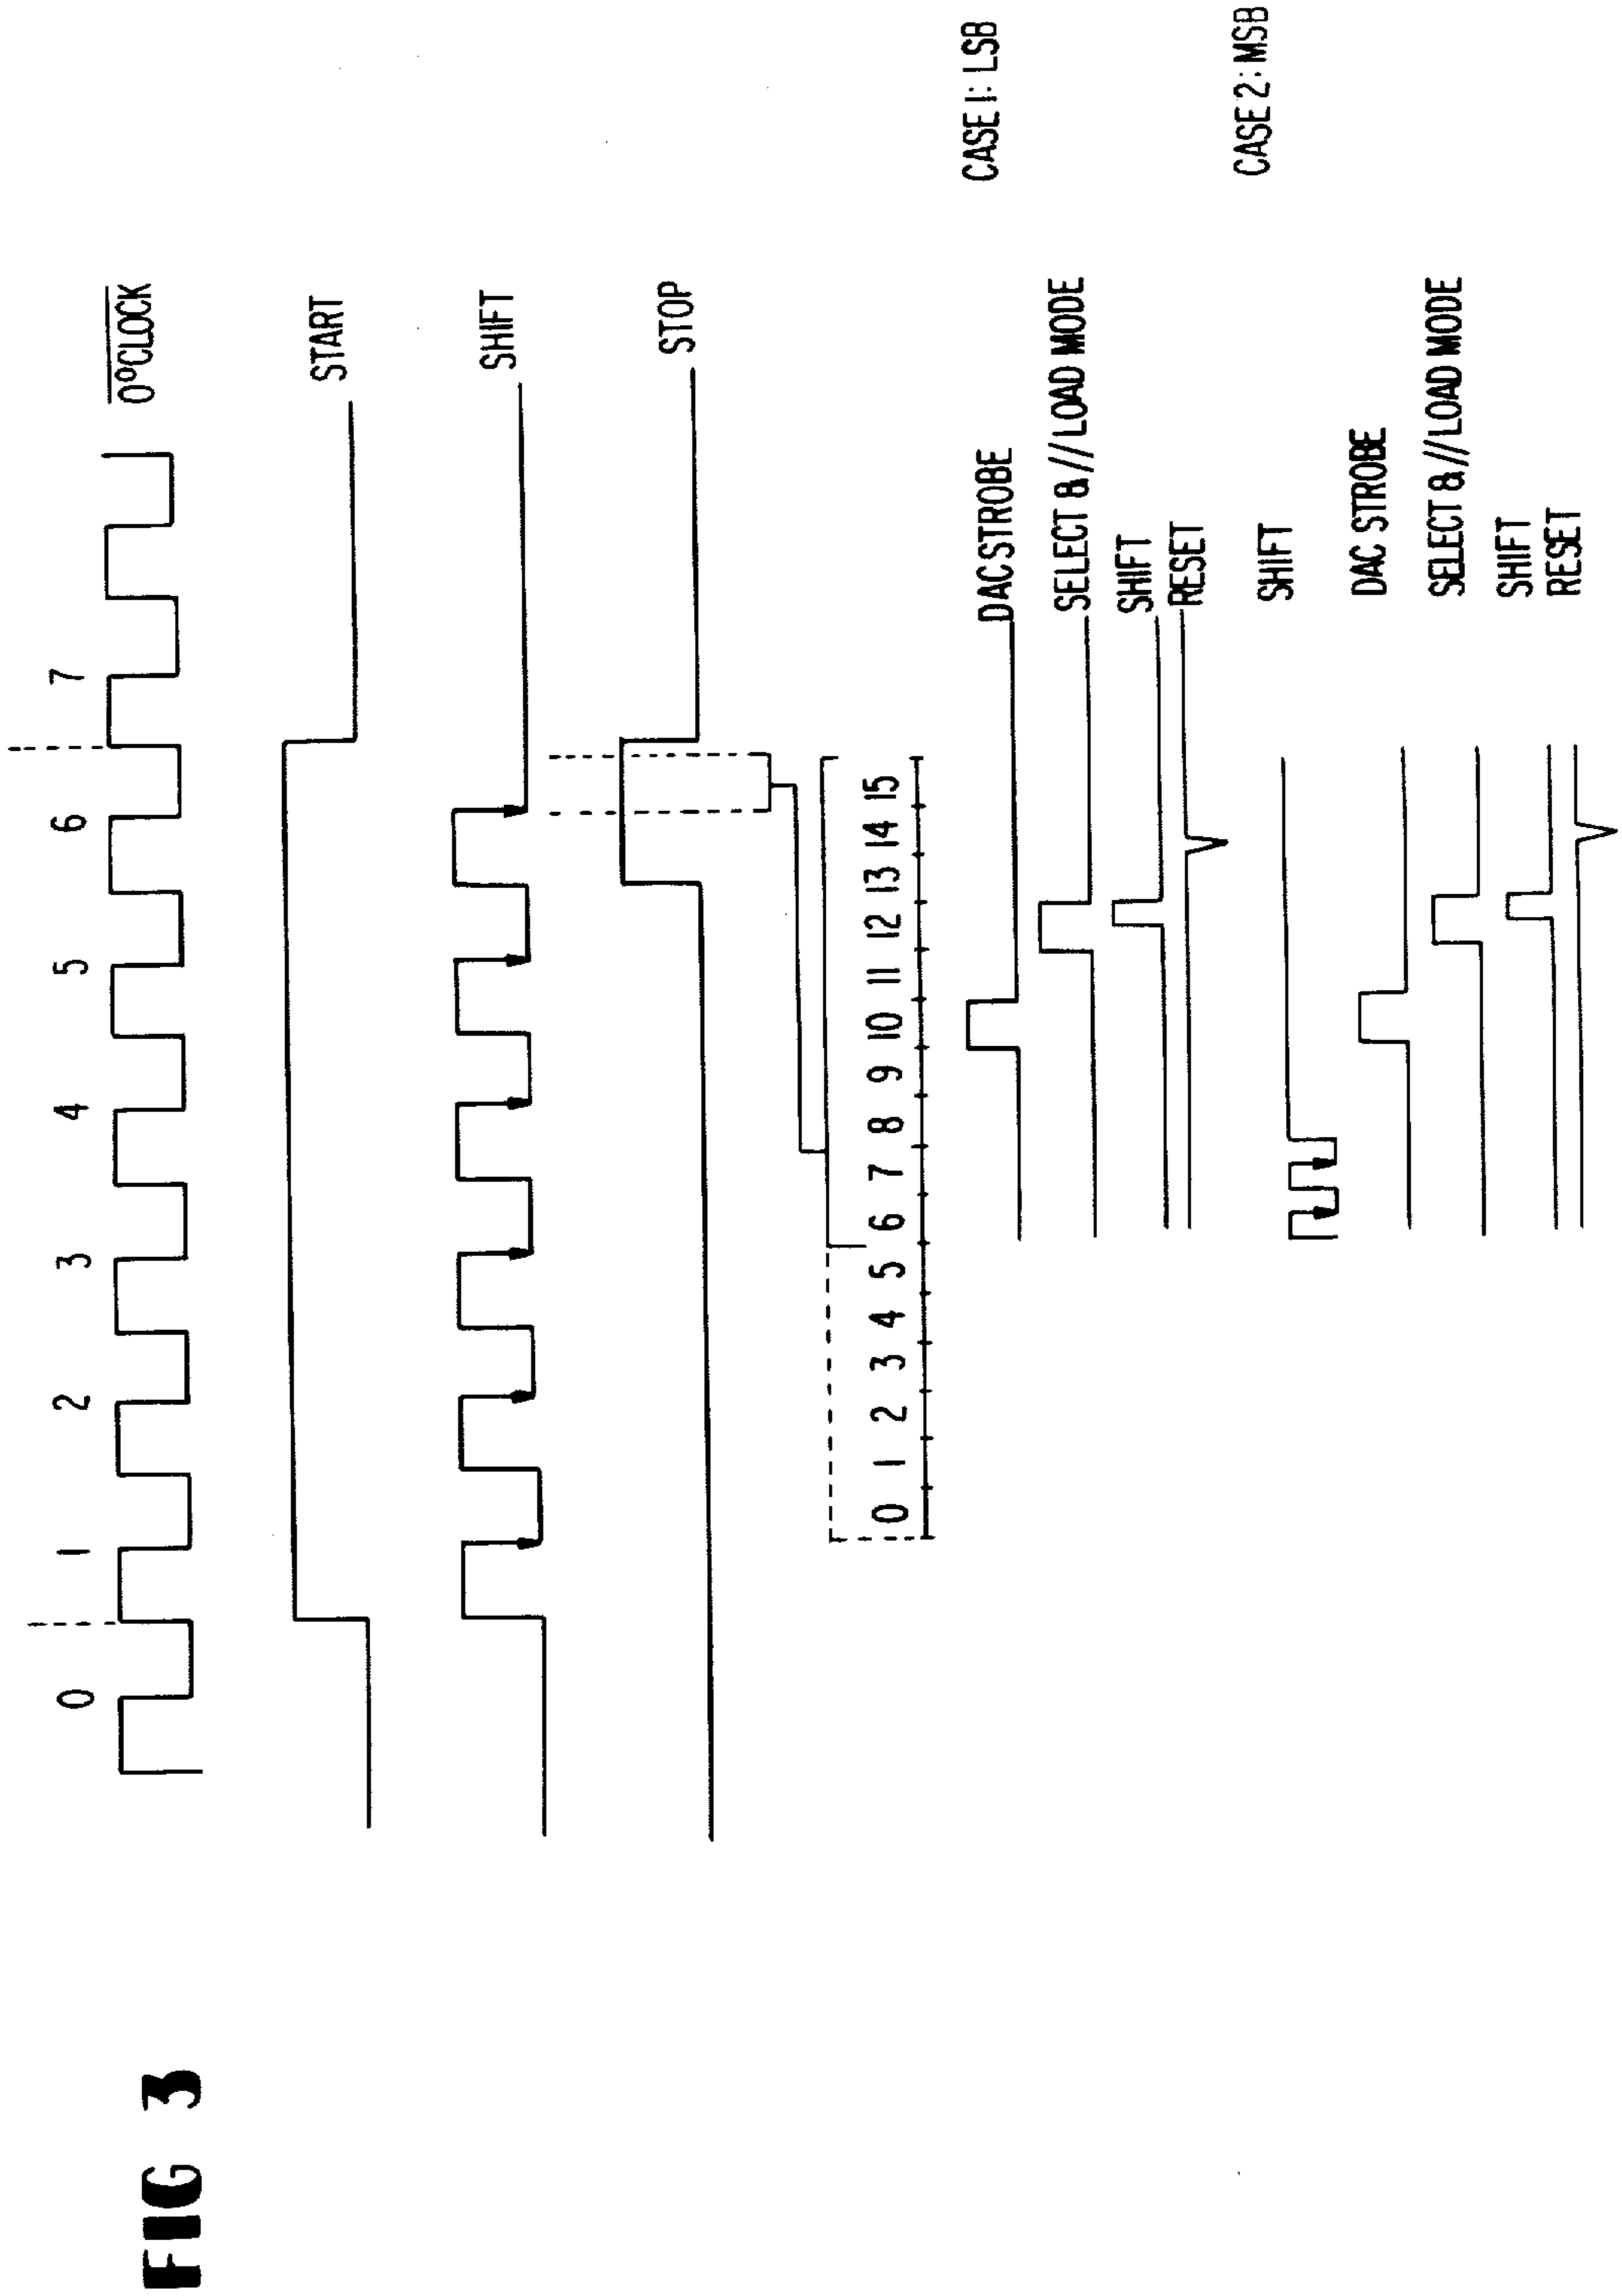 0 1 2 3 4 5 6 7
0°CLOCK
START
SHIFT
STOP
0 1 2 3 4 5 6 7 8 9 10 11 12 13 14 15
CASE 1: LSB
DAC STROBE
SELECT & // LOAD MODE
SHIFT
RESET
CASE 2: MSB
SHIFT
DAC STROBE
SELECT & // LOAD MODE
SHIFT
RESET
FIG 3